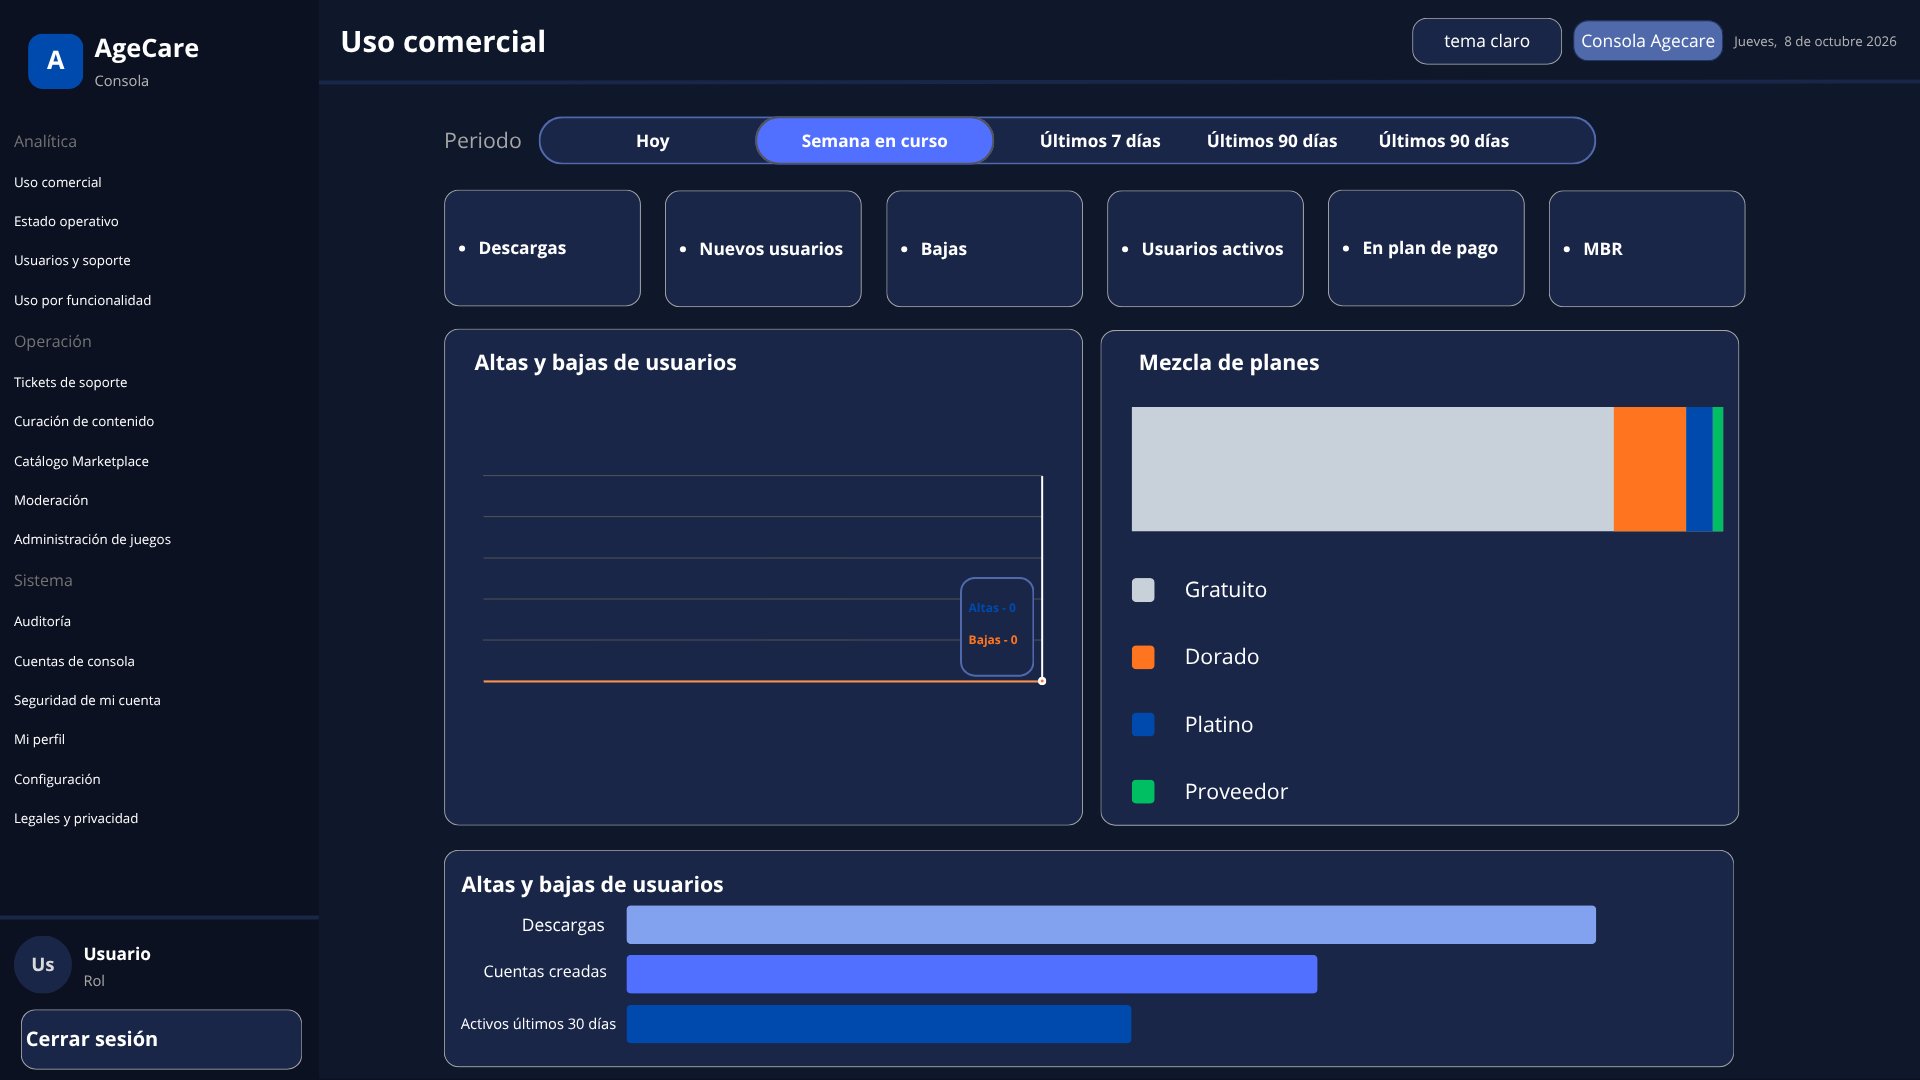 A
AgeCare
Consola
Analítica
Uso comercial
Estado operativo
Usuarios y soporte
Uso por funcionalidad
Operación
Tickets de soporte
Curación de contenido
Catálogo Marketplace
Moderación
Administración de juegos
Sistema
Auditoría
Cuentas de consola
Seguridad de mi cuenta
Mi perfil
Configuración
Legales y privacidad
Us
Usuario
Rol
Cerrar sesión
Uso comercial
tema claro
Consola Agecare
Jueves, 8 de octubre 2026
Periodo
Hoy
Semana en curso
Últimos 7 días
Últimos 90 días
Últimos 90 días
• Descargas
• Nuevos usuarios
• Bajas
• Usuarios activos
• En plan de pago
• MBR
Altas y bajas de usuarios
Altas - 0
Bajas - 0
Mezcla de planes
Gratuito
Dorado
Platino
Proveedor
Altas y bajas de usuarios
Descargas
Cuentas creadas
Activos últimos 30 días